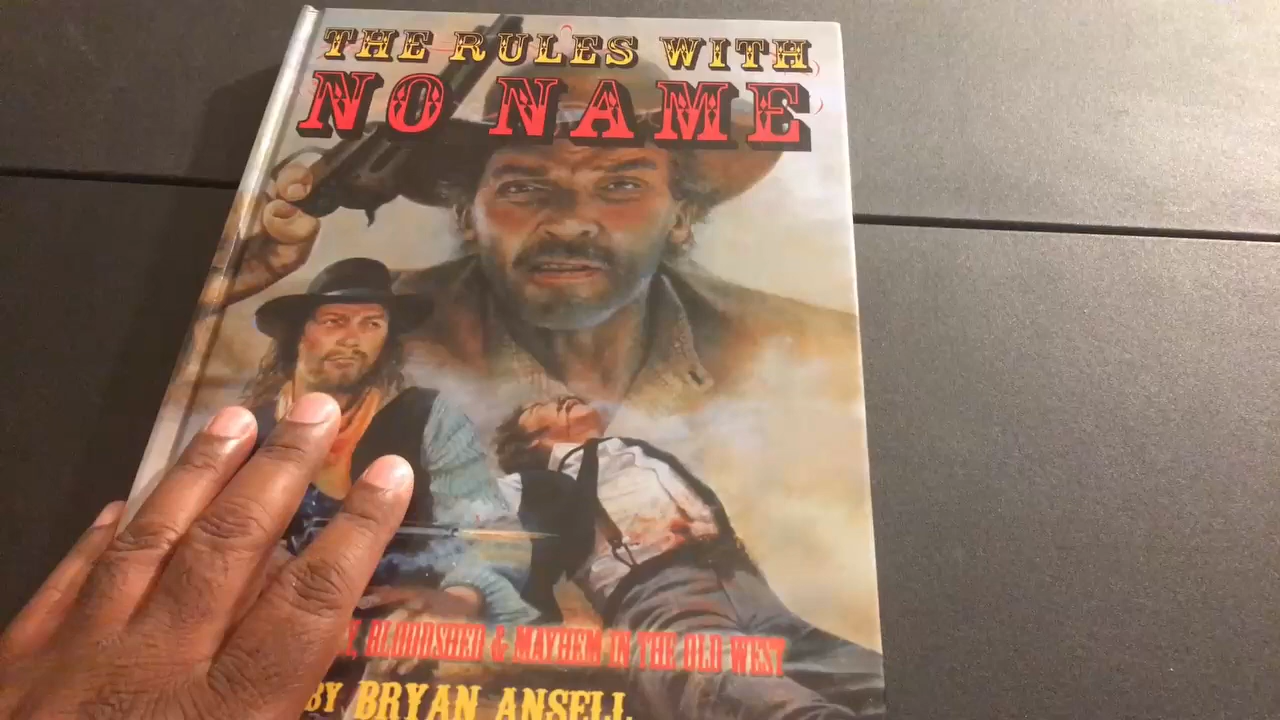 THE RULES WITH
NO NAME
, BLOODSHED & MAYHEM IN THE OLD WEST
BY BRYAN ANSELL